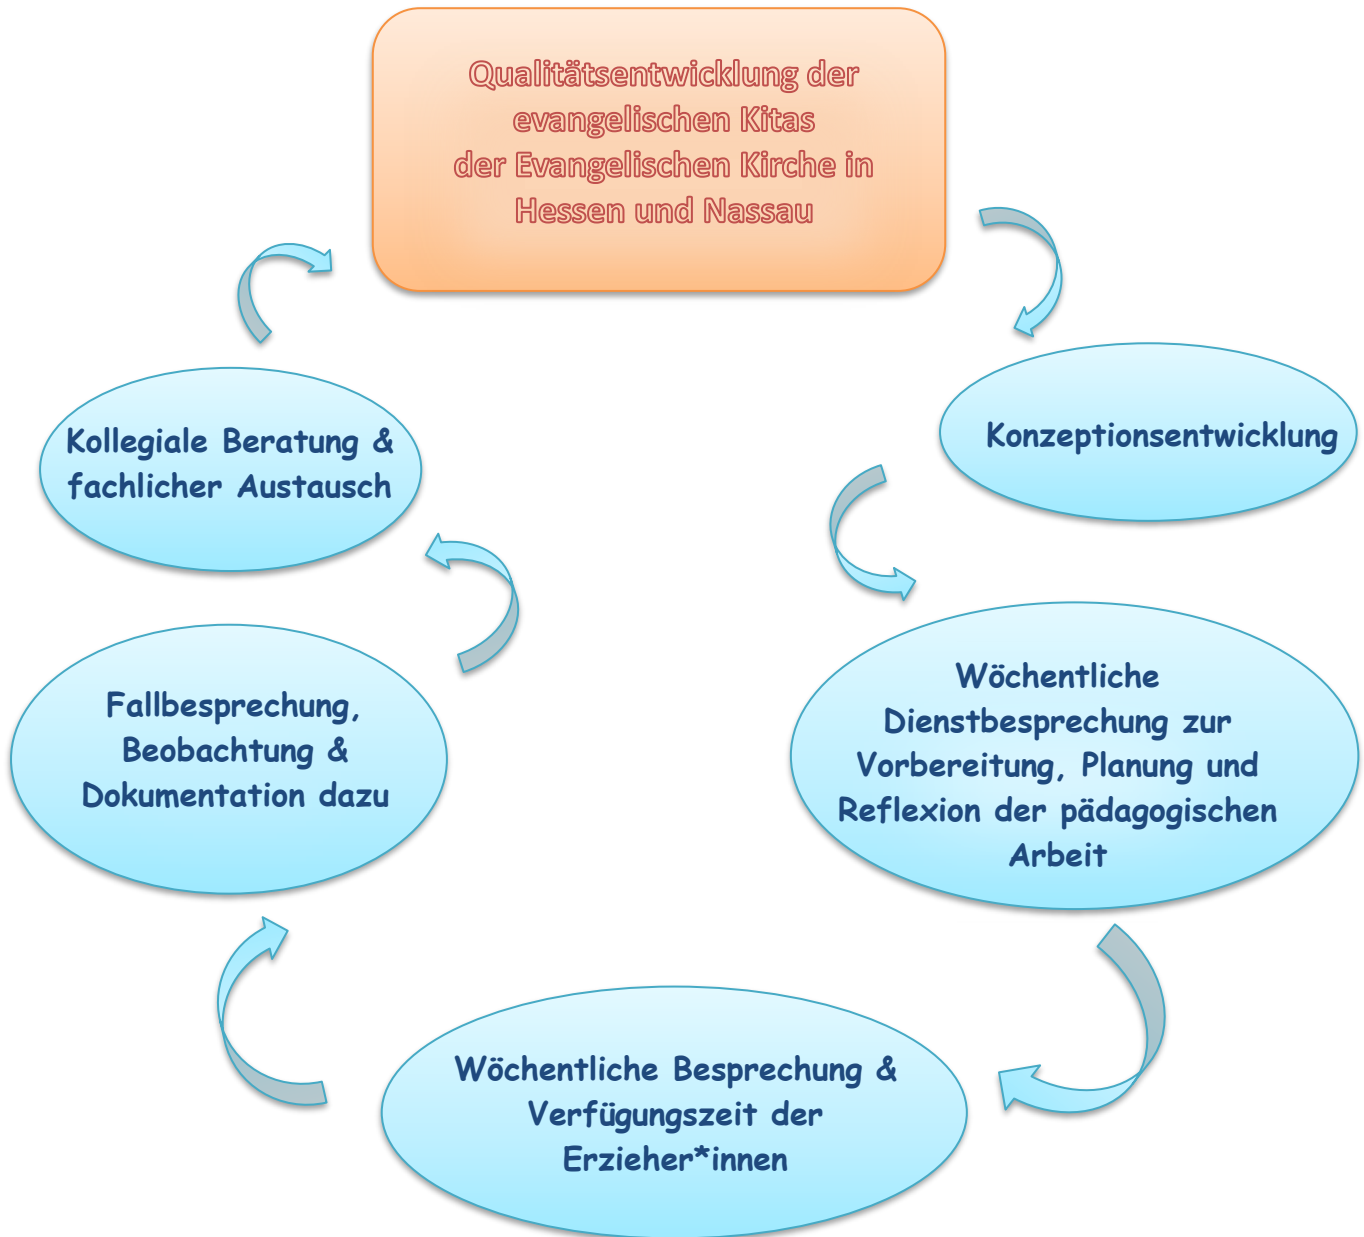 Qualitätsentwicklung der
evangelischen Kitas
der Evangelischen Kirche in
Hessen und Nassau
Konzeptionsentwicklung
Wöchentliche
Dienstbesprechung zur
Vorbereitung, Planung und
Reflexion der pädagogischen
Arbeit
Wöchentliche Besprechung &
Verfügungszeit der
Erzieher*innen
Fallbesprechung,
Beobachtung &
Dokumentation dazu
Kollegiale Beratung &
fachlicher Austausch